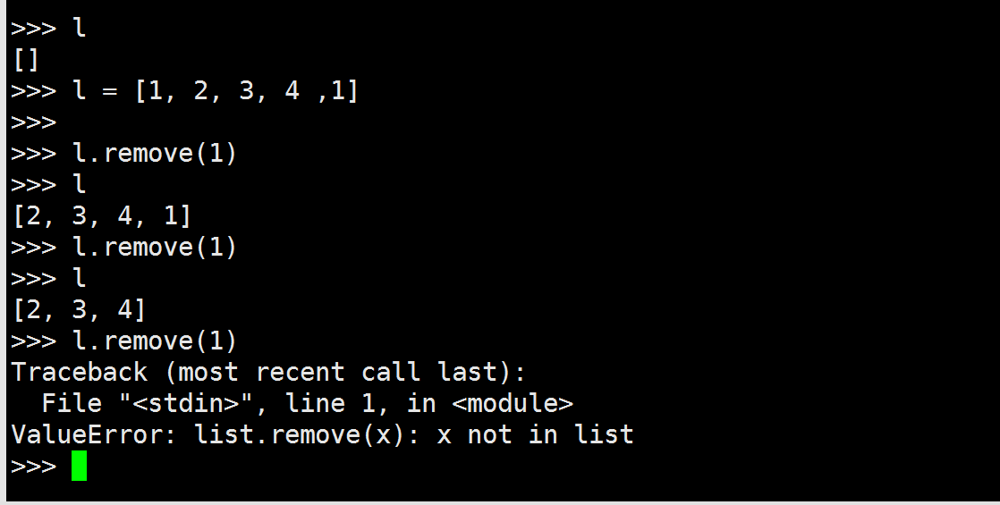 >>> l
[]
>>> l = [1, 2, 3, 4 ,1]
>>>
>>> l.remove(1)
>>> l
[2, 3, 4, 1]
>>> l.remove(1)
>>> l
[2, 3, 4]
>>> l.remove(1)
Traceback (most recent call last):
  File "<stdin>", line 1, in <module>
ValueError: list.remove(x): x not in list
>>>